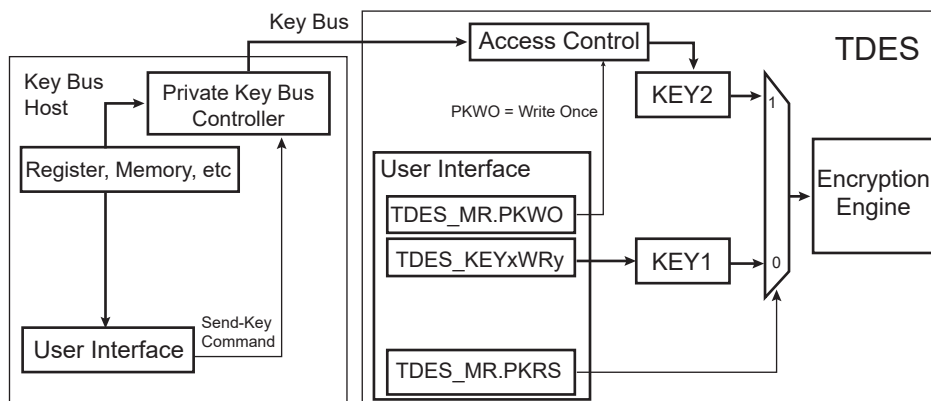 Key Bus
Access Control
TDES
Key Bus
Host
Private Key Bus
Controller
KEY2
1
PKWO = Write Once
Register, Memory, etc
User Interface
Encryption
Engine
TDES_MR.PKWO
TDES_KEYxWRy
KEY1
0
Send-Key
Command
User Interface
TDES_MR.PKRS